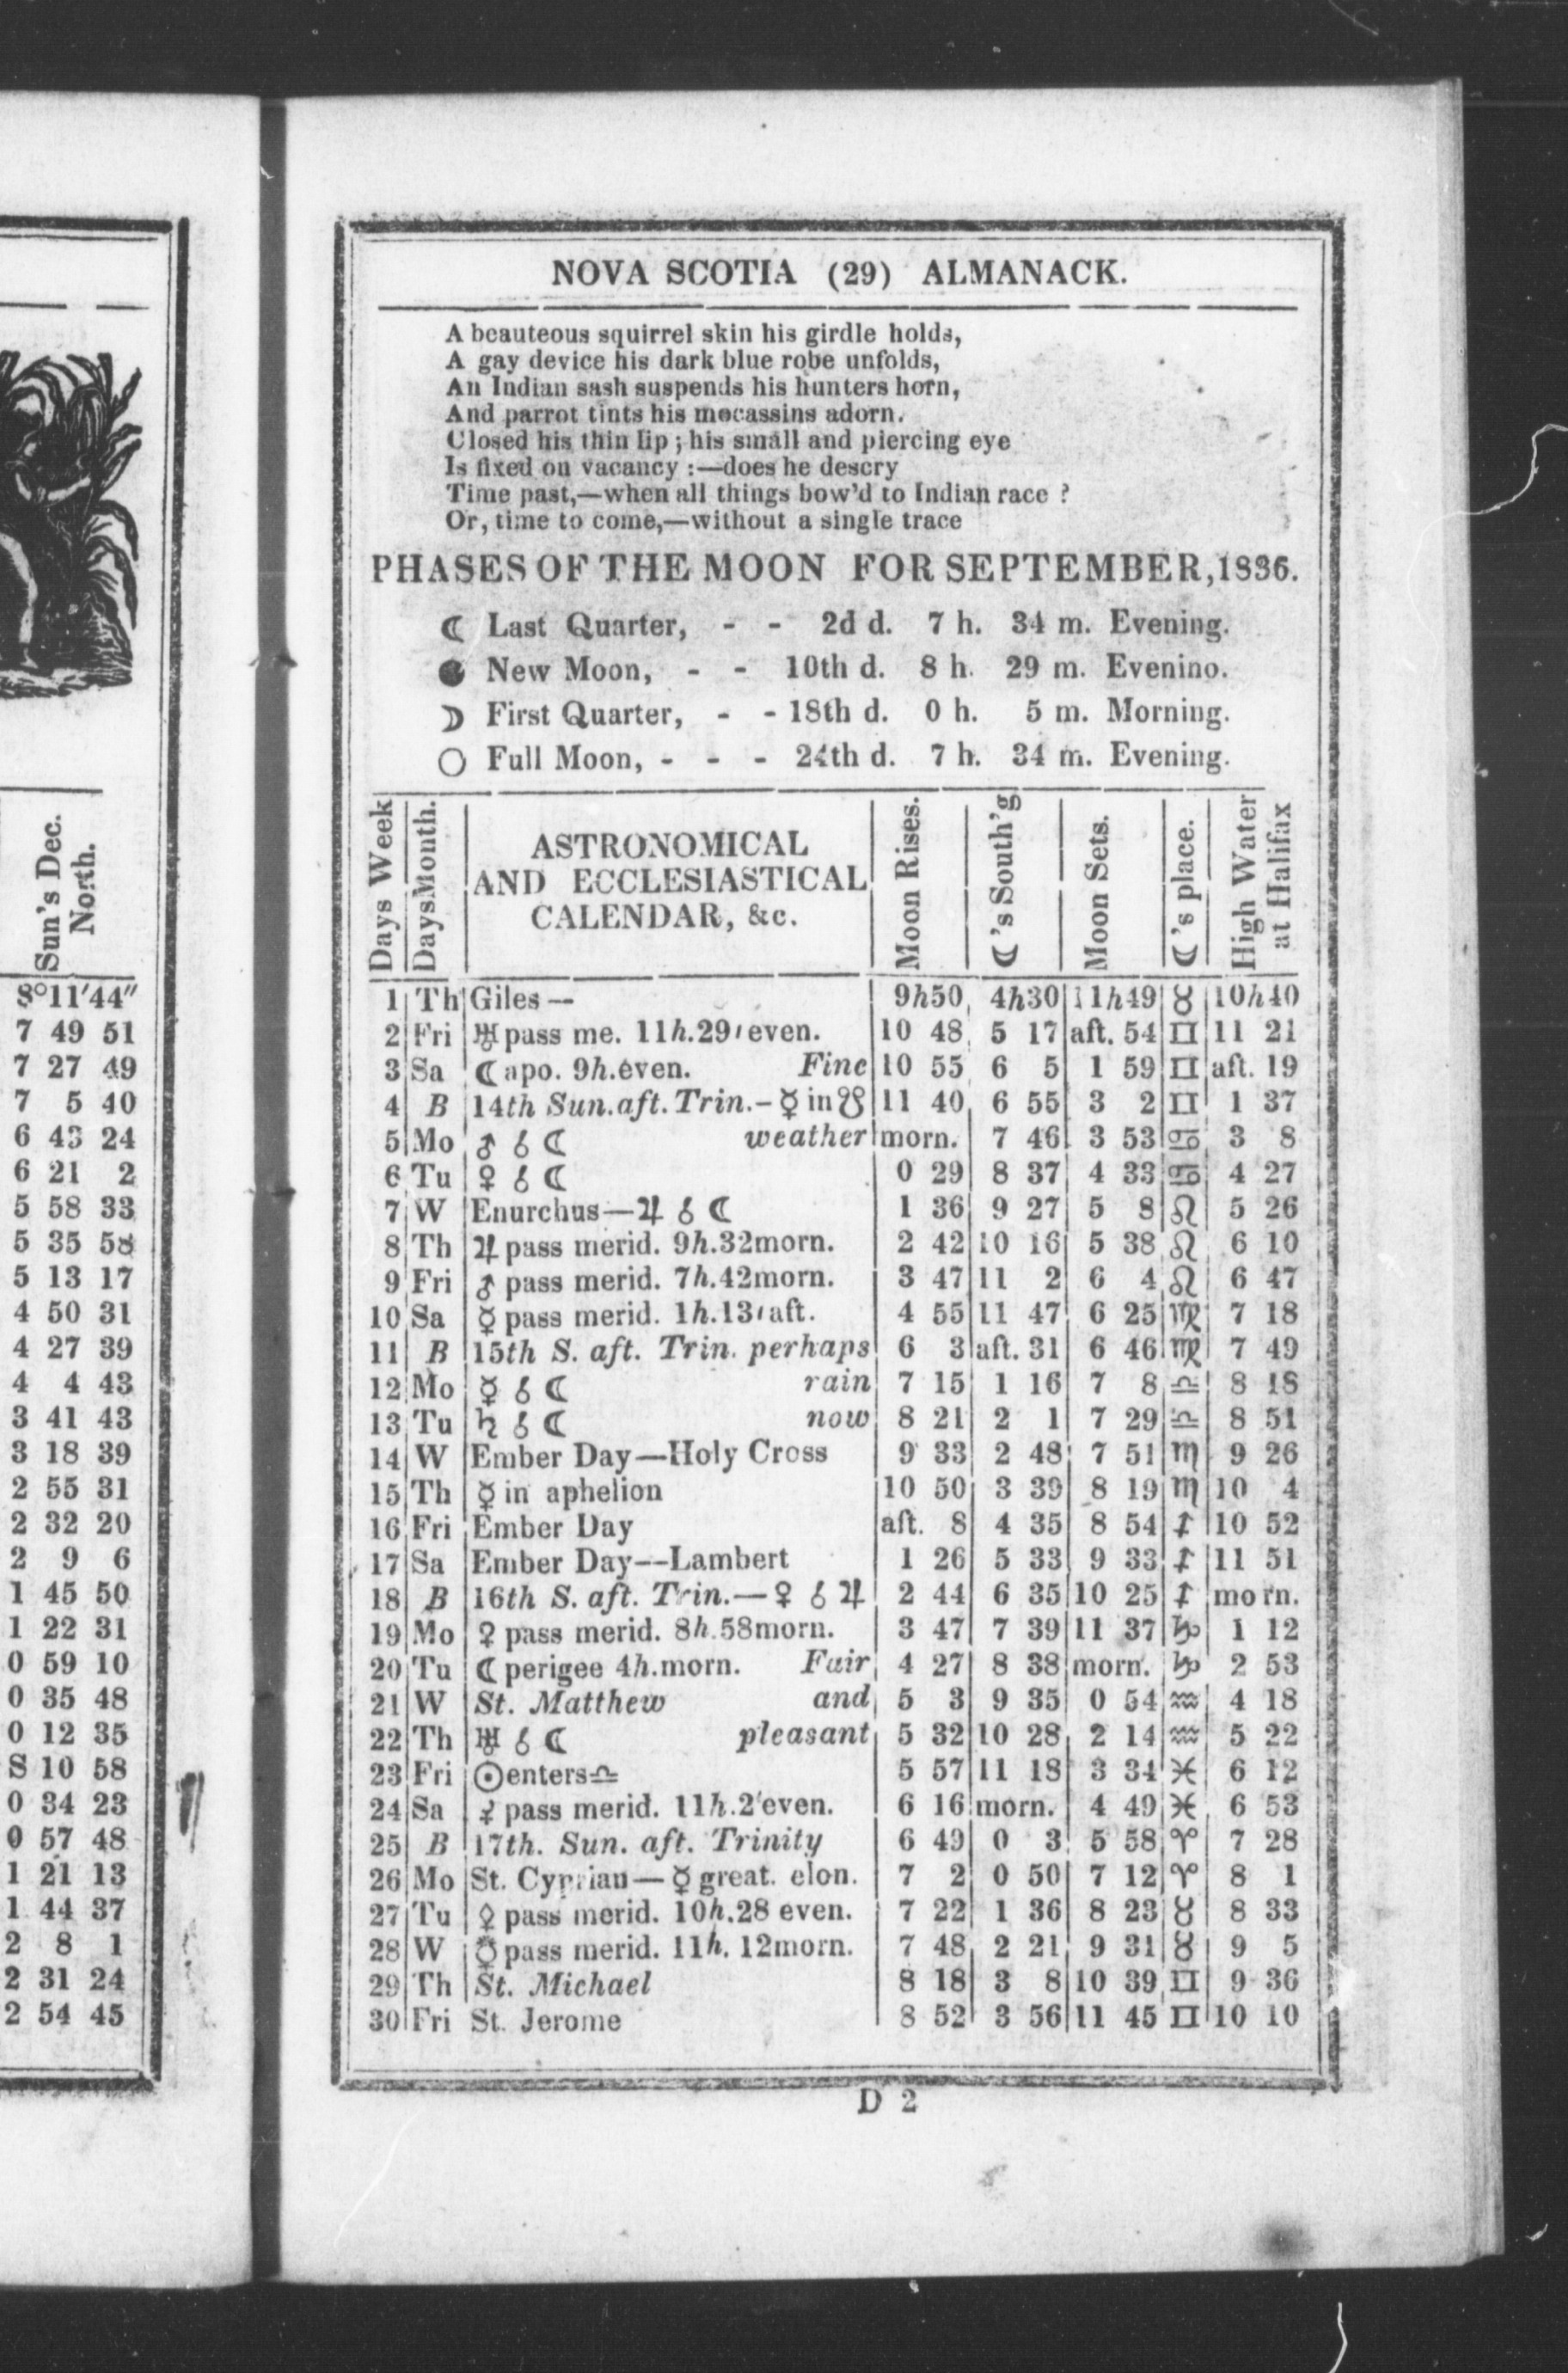 Sun's Dec.
North.
8°11′44″
7 49 51
7 27 49
7 5 40
6 43 24
6 21 2
5 58 33
5 35 58
5 13 17
4 50 31
4 27 39
4 4 43
3 41 43
3 18 39
2 55 31
2 32 20
2 9 6
1 45 50
1 22 31
0 59 10
0 35 48
0 12 35
S 10 58
0 34 23
0 57 48
1 21 13
1 44 37
2 8 1
2 31 24
2 54 45
NOVA SCOTIA (29) ALMANACK.
A beauteous squirrel skin his girdle holds,
A gay device his dark blue robe unfolds,
An Indian sash suspends his hunters horn,
And parrot tints his mocassins adorn.
Closed his thin lip ; his small and piercing eye
Is fixed on vacancy :—does he descry
Time past,—when all things bow'd to Indian race ?
Or, time to come,—without a single trace
PHASES OF THE MOON FOR SEPTEMBER, 1836.
☾ Last Quarter, - - 2d d. 7 h. 34 m. Evening.
● New Moon, - - 10th d. 8 h. 29 m. Evenino.
☽ First Quarter, - - 18th d. 0 h. 5 m. Morning.
○ Full Moon, - - - 24th d. 7 h. 34 m. Evening.
Days Week | Days Month. | ASTRONOMICAL AND ECCLESIASTICAL CALENDAR, &c. | Moon Rises. | ☾'s South'g | Moon Sets. | ☾'s place. | High Water at Halifax
1 Th Giles — 9h50 4h30 11h49 ♉ 10h40
2 Fri ♅ pass me. 11h.29′ even. 10 48 5 17 aft. 54 ♊ 11 21
3 Sa ☾ apo. 9h.even. Fine 10 55 6 5 1 59 ♊ aft. 19
4 B 14th Sun.aft.Trin.–☿ in ☋ 11 40 6 55 3 2 ♊ 1 37
5 Mo ♂ ☌ ☾ weather morn. 7 46 3 53 ♋ 3 8
6 Tu ♀ ☌ ☾ 0 29 8 37 4 33 ♋ 4 27
7 W Enurchus—♃ ☌ ☾ 1 36 9 27 5 8 ♌ 5 26
8 Th ♃ pass merid. 9h.32morn. 2 42 10 16 5 38 ♌ 6 10
9 Fri ♂ pass merid. 7h.42morn. 3 47 11 2 6 4 ♌ 6 47
10 Sa ☿ pass merid. 1h.13′ aft. 4 55 11 47 6 25 ♍ 7 18
11 B 15th S. aft. Trin. perhaps 6 3 aft. 31 6 46 ♍ 7 49
12 Mo ☿ ☌ ☾ rain 7 15 1 16 7 8 ♎ 8 18
13 Tu ♄ ☌ ☾ now 8 21 2 1 7 29 ♎ 8 51
14 W Ember Day—Holy Cross 9 33 2 48 7 51 ♏ 9 26
15 Th ☿ in aphelion 10 50 3 39 8 19 ♏ 10 4
16 Fri Ember Day aft. 8 4 35 8 54 ♐ 10 52
17 Sa Ember Day--Lambert 1 26 5 33 9 33 ♐ 11 51
18 B 16th S. aft. Trin.—♀ ☌ ♃ 2 44 6 35 10 25 ♐ morn.
19 Mo ♀ pass merid. 8h.58morn. 3 47 7 39 11 37 ♑ 1 12
20 Tu ☾ perigee 4h.morn. Fair 4 27 8 38 morn. ♑ 2 53
21 W St. Matthew and 5 3 9 35 0 54 ♒ 4 18
22 Th ♅ ☌ ☾ pleasant 5 32 10 28 2 14 ♒ 5 22
23 Fri ☉ enters ♎ 5 57 11 18 3 34 ♓ 6 12
24 Sa pass merid. 11h.2′even. 6 16 morn. 4 49 ♓ 6 53
25 B 17th. Sun. aft. Trinity 6 49 0 3 5 58 ♈ 7 28
26 Mo St. Cyprian—☿ great. elon. 7 2 0 50 7 12 ♈ 8 1
27 Tu pass merid. 10h.28 even. 7 22 1 36 8 23 ♉ 8 33
28 W pass merid. 11h. 12morn. 7 48 2 21 9 31 ♉ 9 5
29 Th St. Michael 8 18 3 8 10 39 ♊ 9 36
30 Fri St. Jerome 8 52 3 56 11 45 ♊ 10 10
D 2